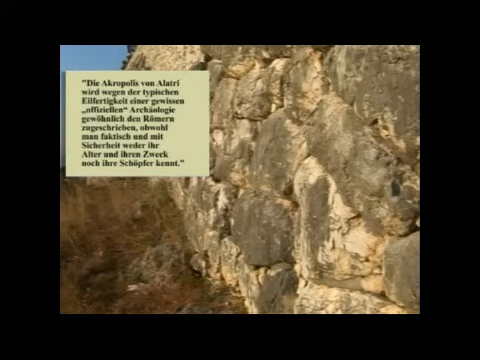 "Die Akropolis von Alatri
wird wegen der typischen
Eilfertigkeit einer gewissen
„offiziellen“ Archäologie
gewöhnlich den Römern
zugeschrieben, obwohl
man faktisch und mit
Sicherheit weder ihr
Alter und ihren Zweck
noch ihre Schöpfer kennt."